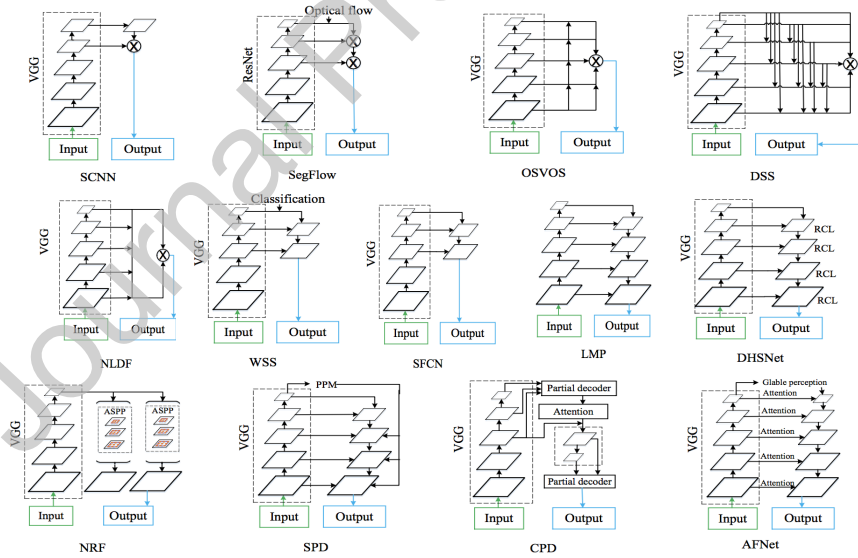 Journal Pr
VGG
Input
Output
SCNN
Optical flow
ResNet
Input
Output
SegFlow
VGG
Input
Output
OSVOS
VGG
Input
Output
DSS
VGG
Input
Output
NLDF
Classification
VGG
Input
Output
WSS
VGG
Input
Output
SFCN
Input
Output
LMP
VGG
RCL
RCL
RCL
RCL
Input
Output
DHSNet
VGG
ASPP
ASPP
Input
Output
NRF
VGG
PPM
Input
Output
SPD
VGG
Partial decoder
Attention
Partial decoder
Input
Output
CPD
VGG
Glable perception
Attention
Attention
Attention
Attention
Attention
Input
Output
AFNet